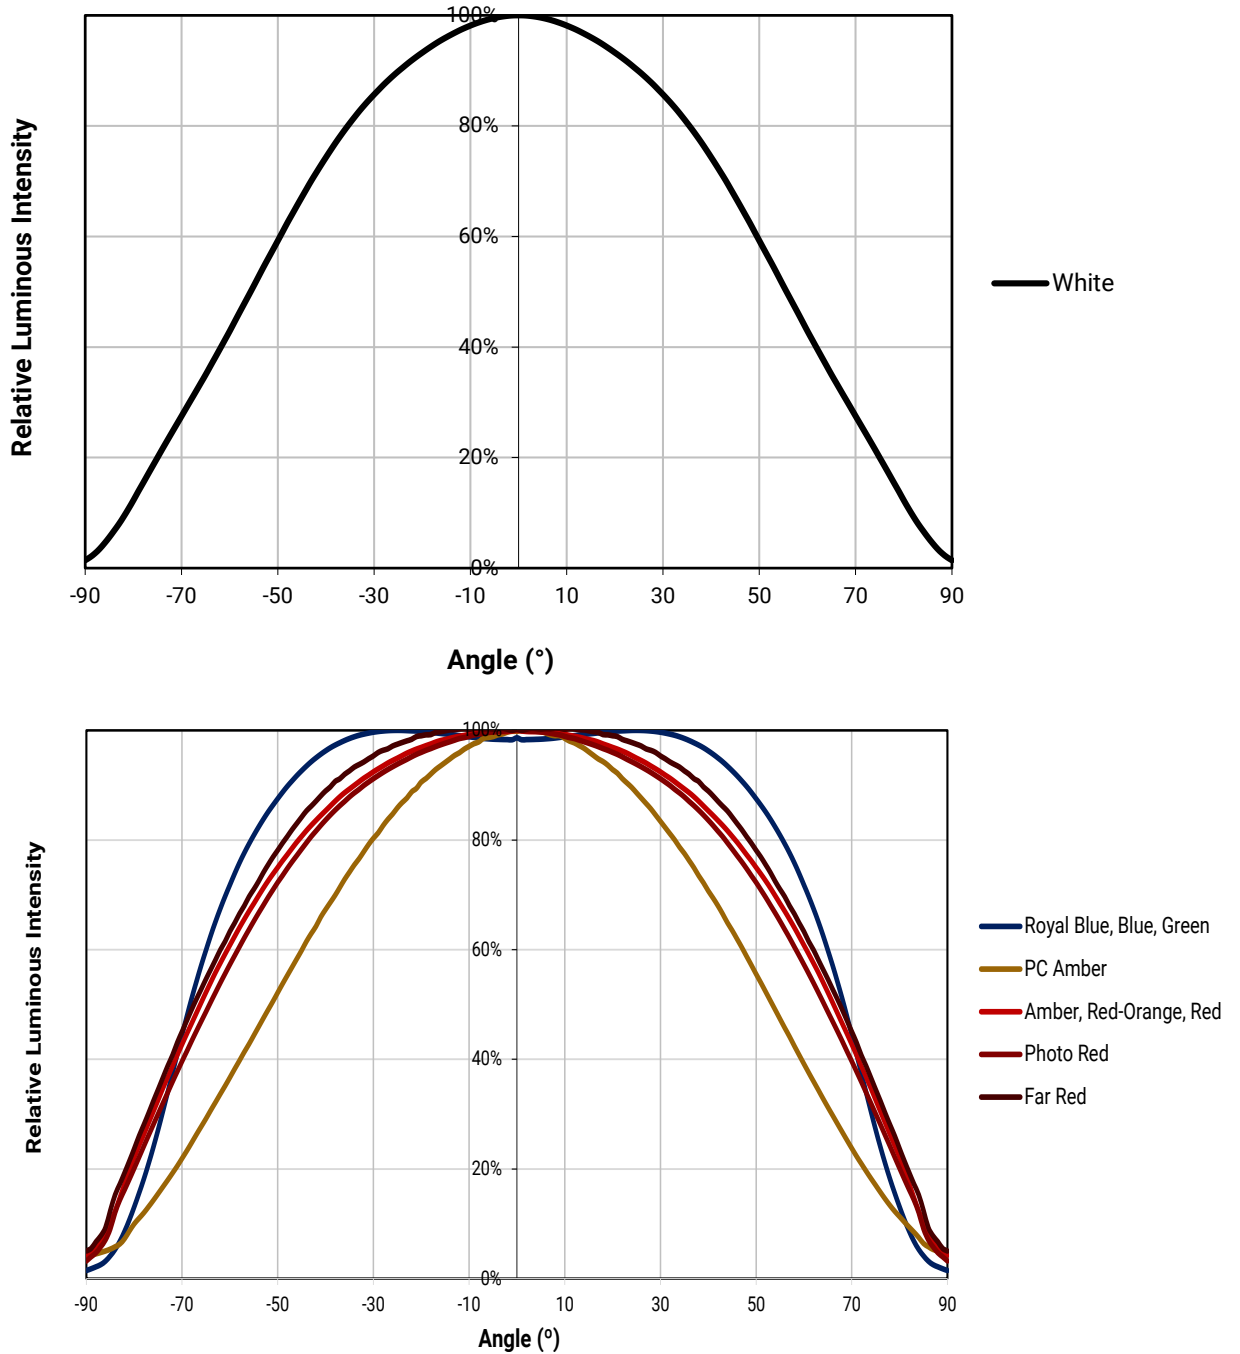 100%
80%
60%
40%
20%
0%
-90 -70 -50 -30 -10 10 30 50 70 90
Relative Luminous Intensity
Angle (°)
White
100%
80%
60%
40%
20%
0%
-90 -70 -50 -30 -10 10 30 50 70 90
Relative Luminous Intensity
Angle (º)
Royal Blue, Blue, Green
PC Amber
Amber, Red-Orange, Red
Photo Red
Far Red